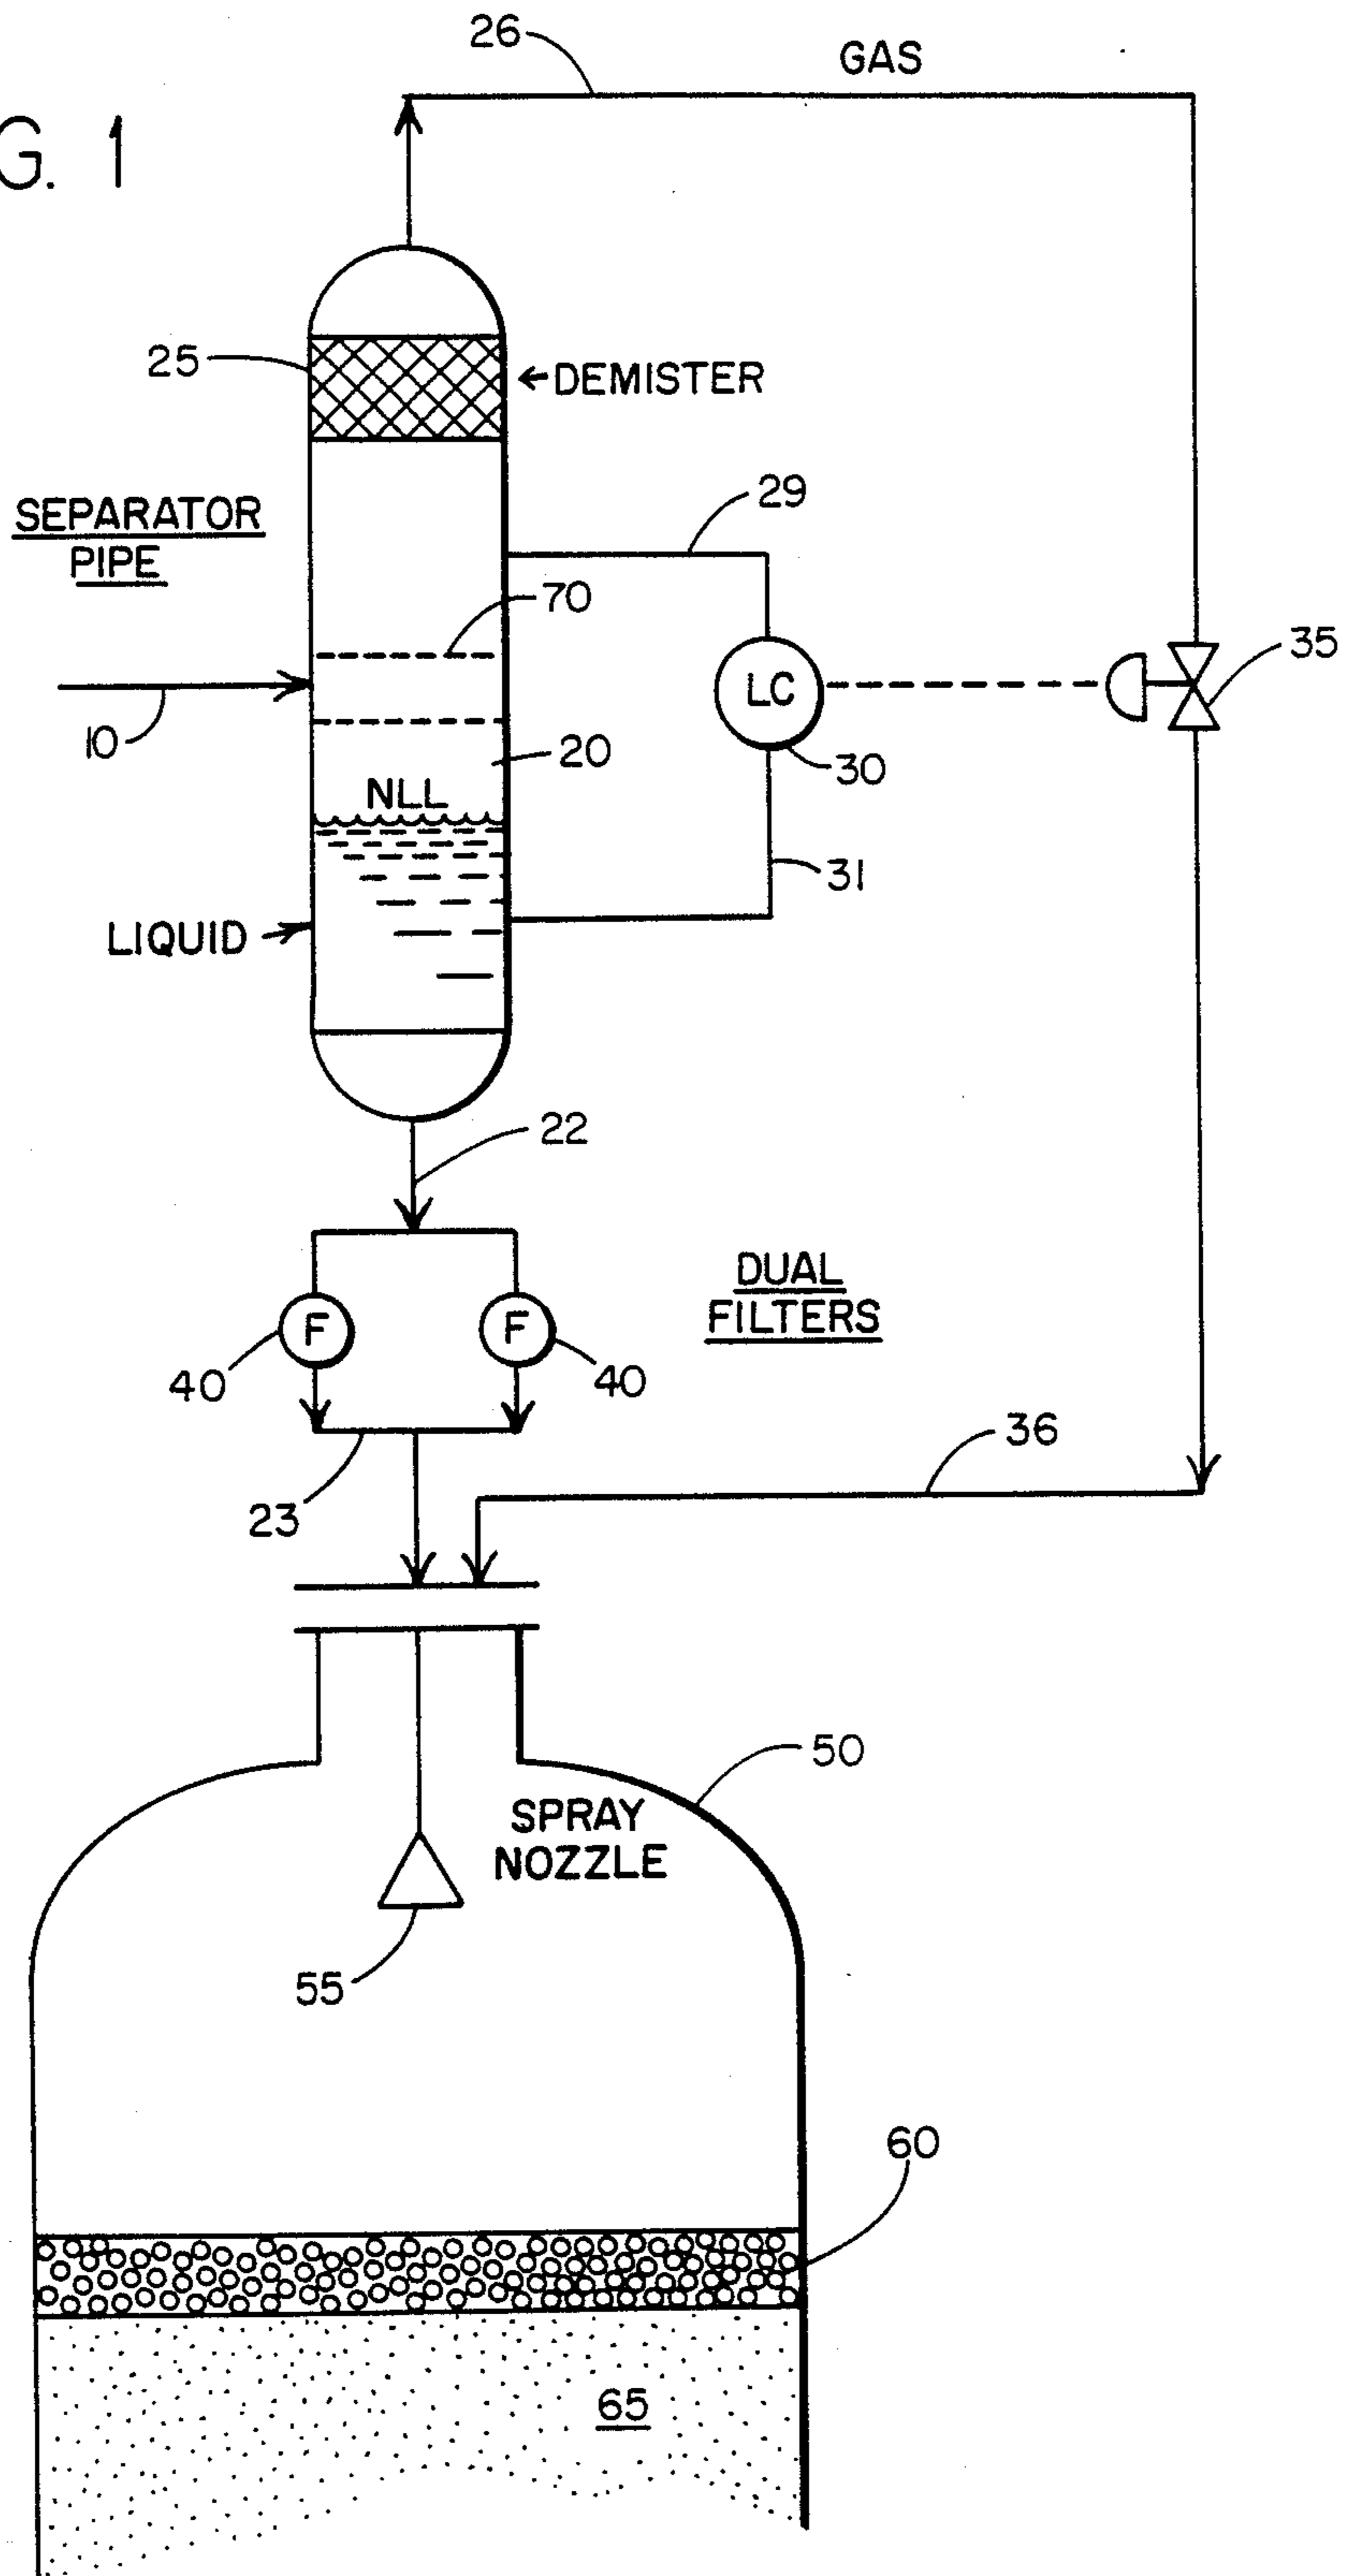 26
GAS
G. 1
25
DEMISTER
SEPARATOR
PIPE
29
70
35
LC
10
20
30
NLL
31
LIQUID
22
DUAL
FILTERS
F
F
40
40
36
23
50
SPRAY
NOZZLE
55
60
65